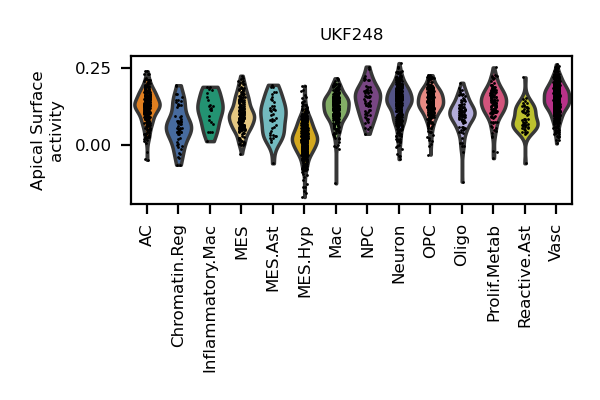 UKF248
Apical Surface
activity
0.25
0.00
AC
Chromatin.Reg
Inflammatory.Mac
MES
MES.Ast
MES.Hyp
Mac
NPC
Neuron
OPC
Oligo
Prolif.Metab
Reactive.Ast
Vasc